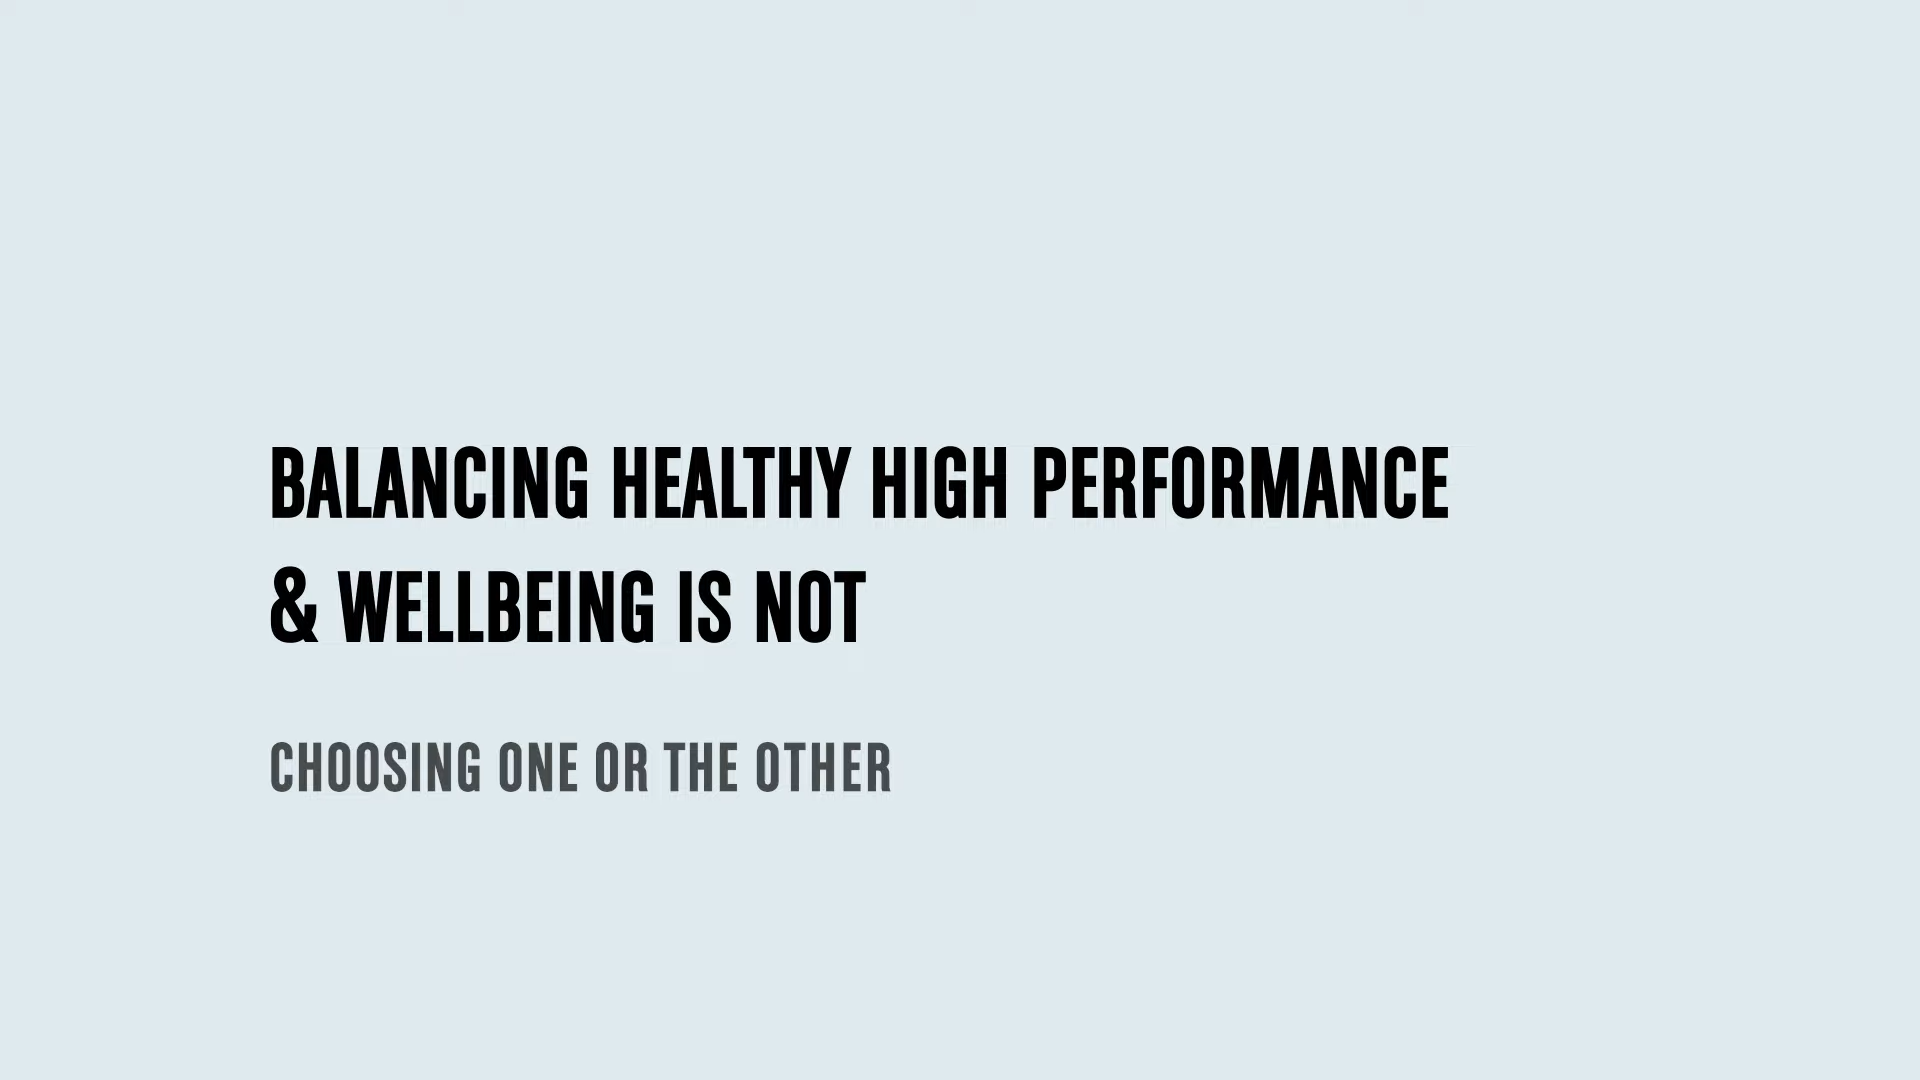 BALANCING HEALTHY HIGH PERFORMANCE
& WELLBEING IS NOT
CHOOSING ONE OR THE OTHER